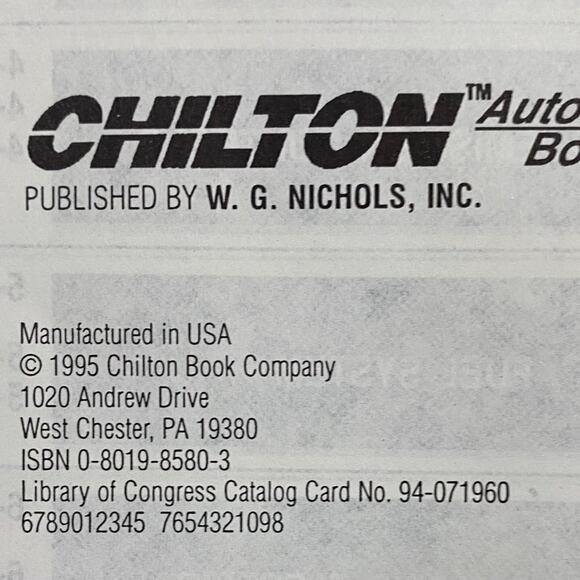 CHILTON™ Auto
Bo
PUBLISHED BY W. G. NICHOLS, INC.
Manufactured in USA
© 1995 Chilton Book Company
1020 Andrew Drive
West Chester, PA 19380
ISBN 0-8019-8580-3
Library of Congress Catalog Card No. 94-071960
6789012345 7654321098